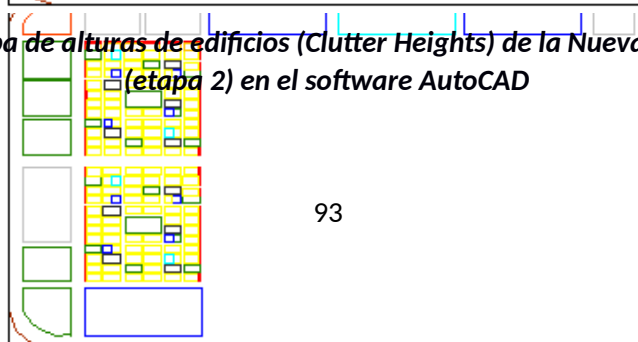 de alturas de edificios (Clutter Heights) de la Nueva
(etapa 2) en el software AutoCAD
93